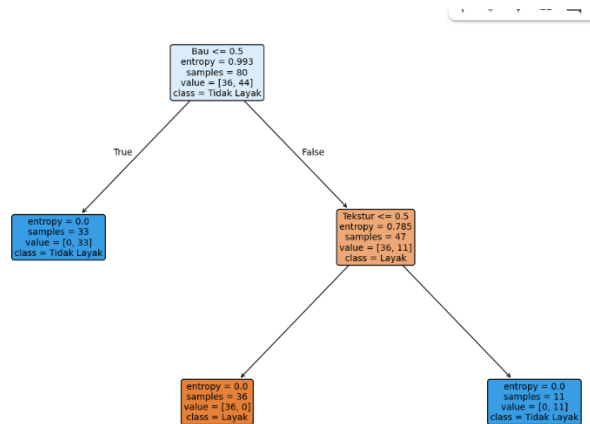 Bau <= 0.5
entropy = 0.993
samples = 80
value = [36, 44]
class = Tidak Layak
True
False
entropy = 0.0
samples = 33
value = [0, 33]
class = Tidak Layak
Tekstur <= 0.5
entropy = 0.785
samples = 47
value = [36, 11]
class = Layak
entropy = 0.0
samples = 36
value = [36, 0]
class = Layak
entropy = 0.0
samples = 11
value = [0, 11]
class = Tidak Layak